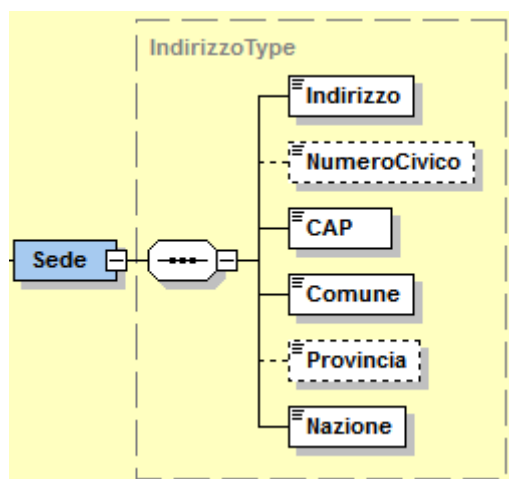 IndirizzoType
Indirizzo
NumeroCivico
CAP
Sede
Comune
Provincia
Nazione